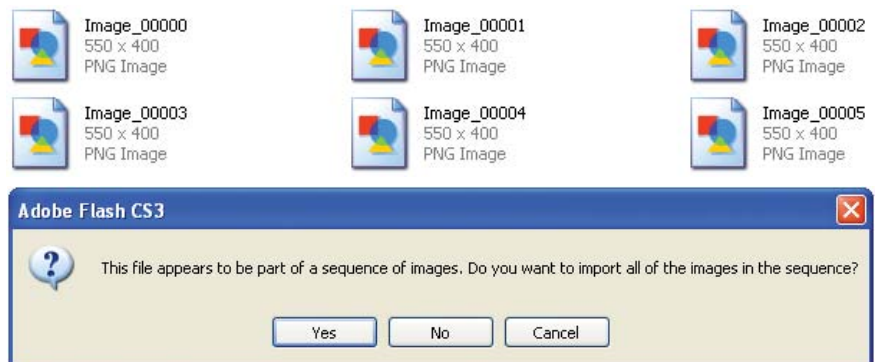 Image_00000
550 x 400
PNG Image
Image_00001
550 x 400
PNG Image
Image_00002
550 x 400
PNG Image
Image_00003
550 x 400
PNG Image
Image_00004
550 x 400
PNG Image
Image_00005
550 x 400
PNG Image
Adobe Flash CS3
This file appears to be part of a sequence of images. Do you want to import all of the images in the sequence?
Yes
No
Cancel